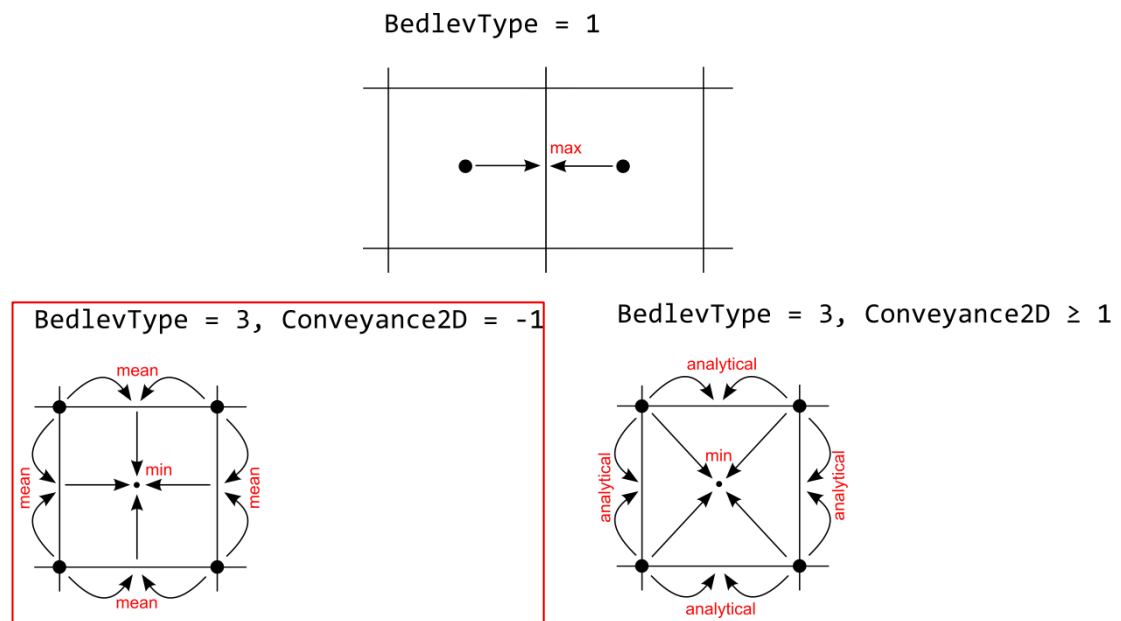 BedlevType = 1
max
BedlevType = 3, Conveyance2D = -1
mean
mean
min
mean
mean
BedlevType = 3, Conveyance2D ≥ 1
analytical
analytical
min
analytical
analytical